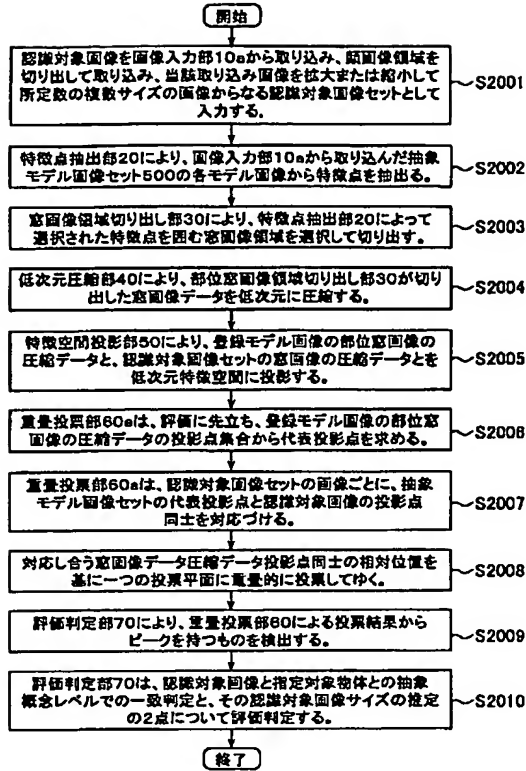 開始
認識対象画像を画像入力部10aから取り込み、顔画像領域を
切り出して取り込み、当該取り込み画像を拡大または縮小して
所定数の複数サイズの画像からなる認識対象画像セットとして
入力する。
S2001
特徴点抽出部20により、画像入力部10aから取り込んだ抽象
モデル画像セット500の各モデル画像から特徴点を抽出る。
S2002
窓画像領域切り出し部30により、特徴点抽出部20によって
選択された特徴点を囲む窓画像領域を選択して切り出す。
S2003
低次元圧縮部40により、部位窓画像領域切り出し部30が切り
出した窓画像データを低次元に圧縮する。
S2004
特徴空間投影部50により、登録モデル画像の部位窓画像の
圧縮データと、認識対象画像セットの窓画像の圧縮データとを
低次元特徴空間に投影する。
S2005
重畳投票部60aは、評価に先立ち、登録モデル画像の部位窓
画像の圧縮データの投影点集合から代表投影点を求める。
S2006
重畳投票部60aは、認識対象画像セットの画像ごとに、抽象
モデル画像セットの代表投影点と認識対象画像の投影点
同士を対応づける。
S2007
対応し合う窓画像データ圧縮データ投影点同士の相対位置を
基に一つの投票平面に重畳的に投票してゆく。
S2008
評価判定部70により、重畳投票部60による投票結果から
ピークを持つものを検出する。
S2009
評価判定部70は、認識対象画像と指定対象物体との抽象
概念レベルでの一致判定と、その認識対象画像サイズの推定
の2点について評価判定する。
S2010
終了